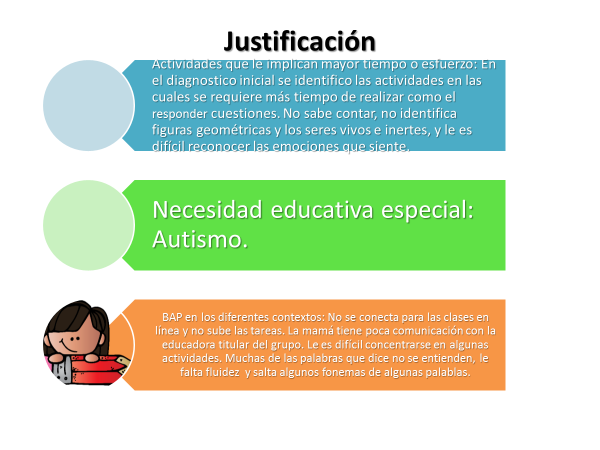 Justificación
Actividades que le implican mayor tiempo o esfuerzo: En
el diagnostico inicial se identifico las actividades en las
cuales se requiere más tiempo de realizar como el
responder cuestiones. No sabe contar, no identifica
figuras geométricas y los seres vivos e inertes, y le es
difícil reconocer las emociones que siente.
Necesidad educativa especial:
Autismo.
BAP en los diferentes contextos: No se conecta para las clases en
línea y no sube las tareas. La mamá tiene poca comunicación con la
educadora titular del grupo. Le es difícil concentrarse en algunas
actividades. Muchas de las palabras que dice no se entienden, le
falta fluidez y salta algunos fonemas de algunas palablas.